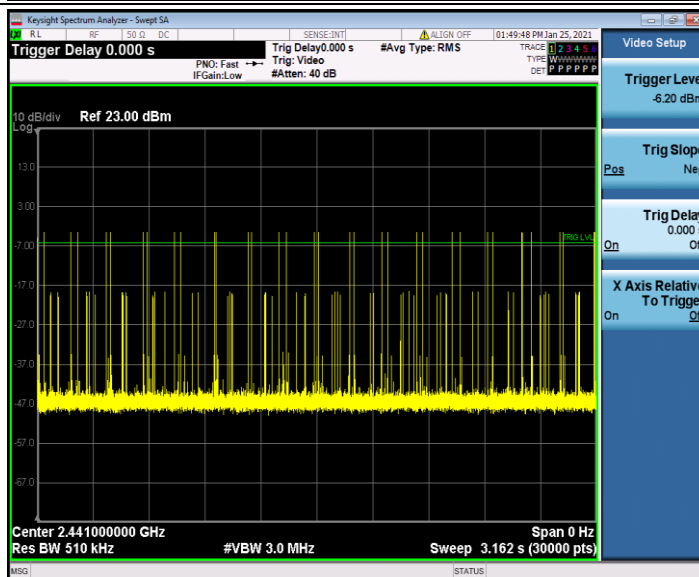 Keysight Spectrum Analyzer - Swept SA
RL RF 50 Ω DC SENSE:INT ALIGN OFF 01:49:48 PM Jan 25, 2021
Trigger Delay 0.000 s
PNO: Fast
IFGain:Low
Trig Delay0.000 s
Trig: Video
#Atten: 40 dB
#Avg Type: RMS
TRACE 1 2 3 4 5 6
TYPE WWWWWW
DET P P P P P P
10 dB/div Ref 23.00 dBm
Log
13.0
3.00
TRIG LVL
-7.00
-17.0
-27.0
-37.0
-47.0
-57.0
-67.0
Center 2.441000000 GHz Span 0 Hz
Res BW 510 kHz #VBW 3.0 MHz Sweep 3.162 s (30000 pts)
MSG STATUS
Video Setup
Trigger Leve
-6.20 dBm
Trig Slope
Pos Ne
Trig Delay
0.000 s
On Of
X Axis Relative
To Trigge
On Of